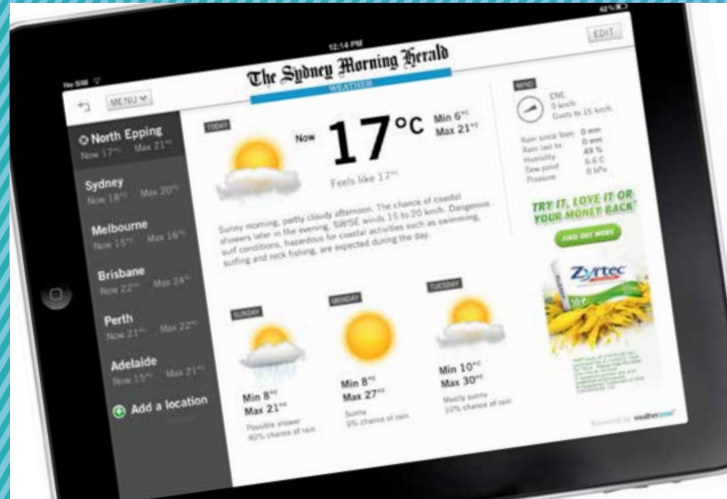 No SIM
12:14 PM
42%
MENU
The Sydney Morning Herald
WEATHER
EDIT
North Epping
Now 17°C Max 21°C
Sydney
Now 18°C Max 20°C
Melbourne
Now 15°C Max 16°C
Brisbane
Now 22°C Max 24°C
Perth
Now 21°C Max 22°C
Adelaide
Now 15°C Max 21°C
Add a location
TODAY
Now
17°C
Min 6°C
Max 21°C
Feels like 17°C
Sunny morning, partly cloudy afternoon. The chance of coastal
showers later in the evening. SW/SE winds 15 to 20 km/h. Dangerous
surf conditions, hazardous for coastal activities such as swimming,
surfing and rock fishing, are expected during the day.
WIND
ENE
9 km/h
Gusts to 15 km/h
Rain since 9am 0 mm
Rain last hr 0 mm
Humidity 49 %
Dew point 6.6 C
Pressure 0 hPa
TRY IT, LOVE IT OR
YOUR MONEY BACK
FIND OUT MORE
Zyrtec
SUNDAY
Min 8°C
Max 21°C
Possible shower
40% chance of rain
MONDAY
Min 8°C
Max 27°C
Sunny
5% chance of rain
TUESDAY
Min 10°C
Max 30°C
Mostly sunny
10% chance of rain
Powered by weatherzone